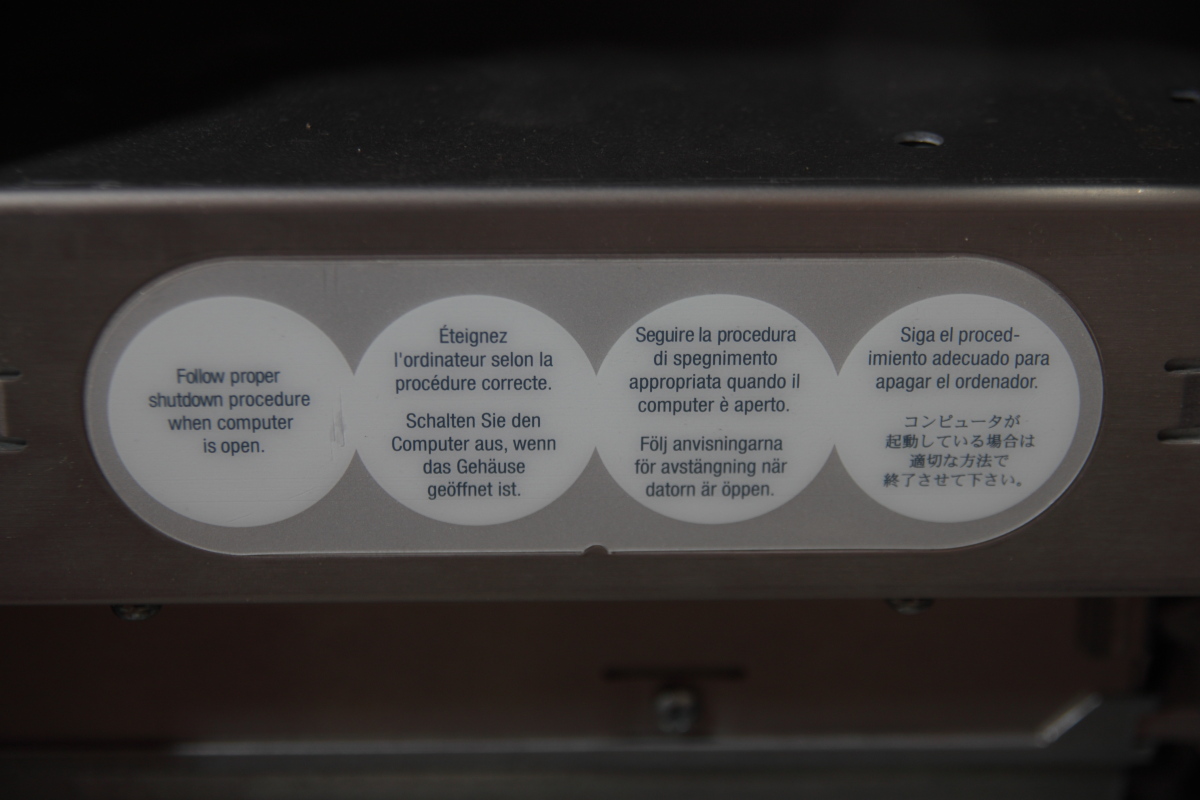 Follow proper
shutdown procedure
when computer
is open.
Éteignez
l'ordinateur selon la
procédure correcte.
Schalten Sie den
Computer aus, wenn
das Gehäuse
geöffnet ist.
Seguire la procedura
di spegnimento
appropriata quando il
computer è aperto.
Följ anvisningarna
för avstängning när
datorn är öppen.
Siga el proced-
imiento adecuado para
apagar el ordenador.
コンピュータが
起動している場合は
適切な方法で
終了させて下さい。